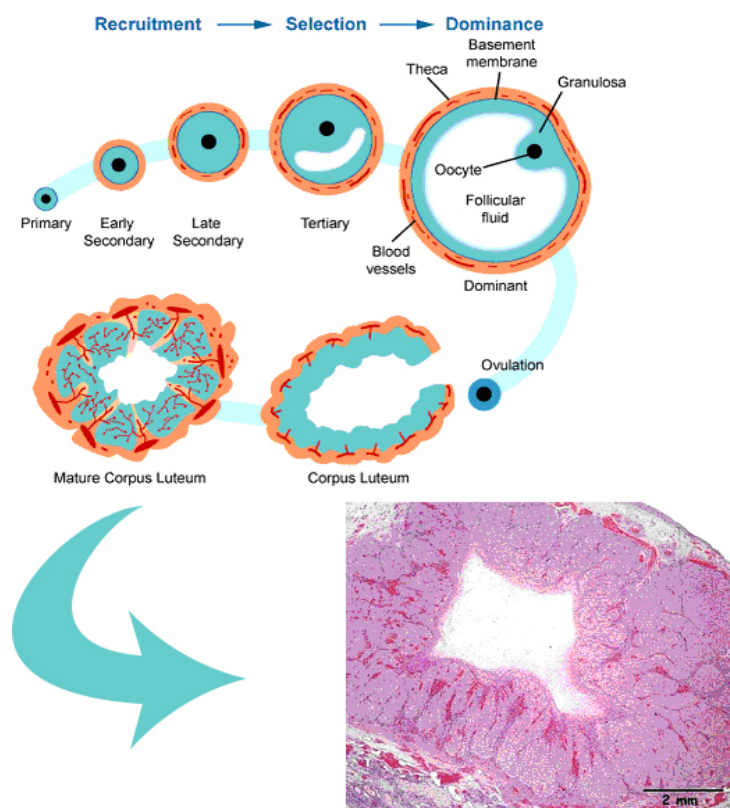 Recruitment Selection Dominance
Basement
membrane
Theca
Granulosa
Oocyte
Follicular
fluid
Primary
Early
Secondary
Late
Secondary
Tertiary
Blood
vessels
Dominant
Ovulation
Mature Corpus Luteum
Corpus Luteum
2 mm